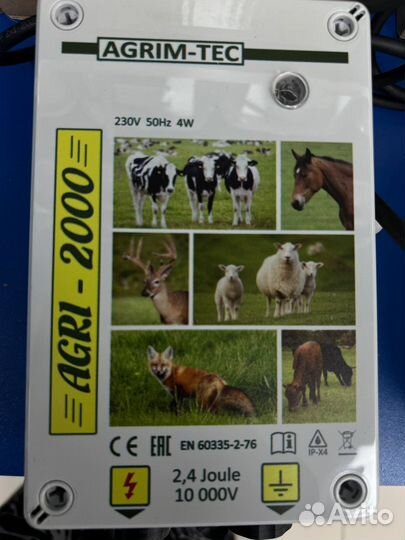 AGRIM-TEC
230V 50Hz 4W
AGRI - 2000
CE EAC EN 60335-2-76
IP-X4
2,4 Joule
10 000V
Avito